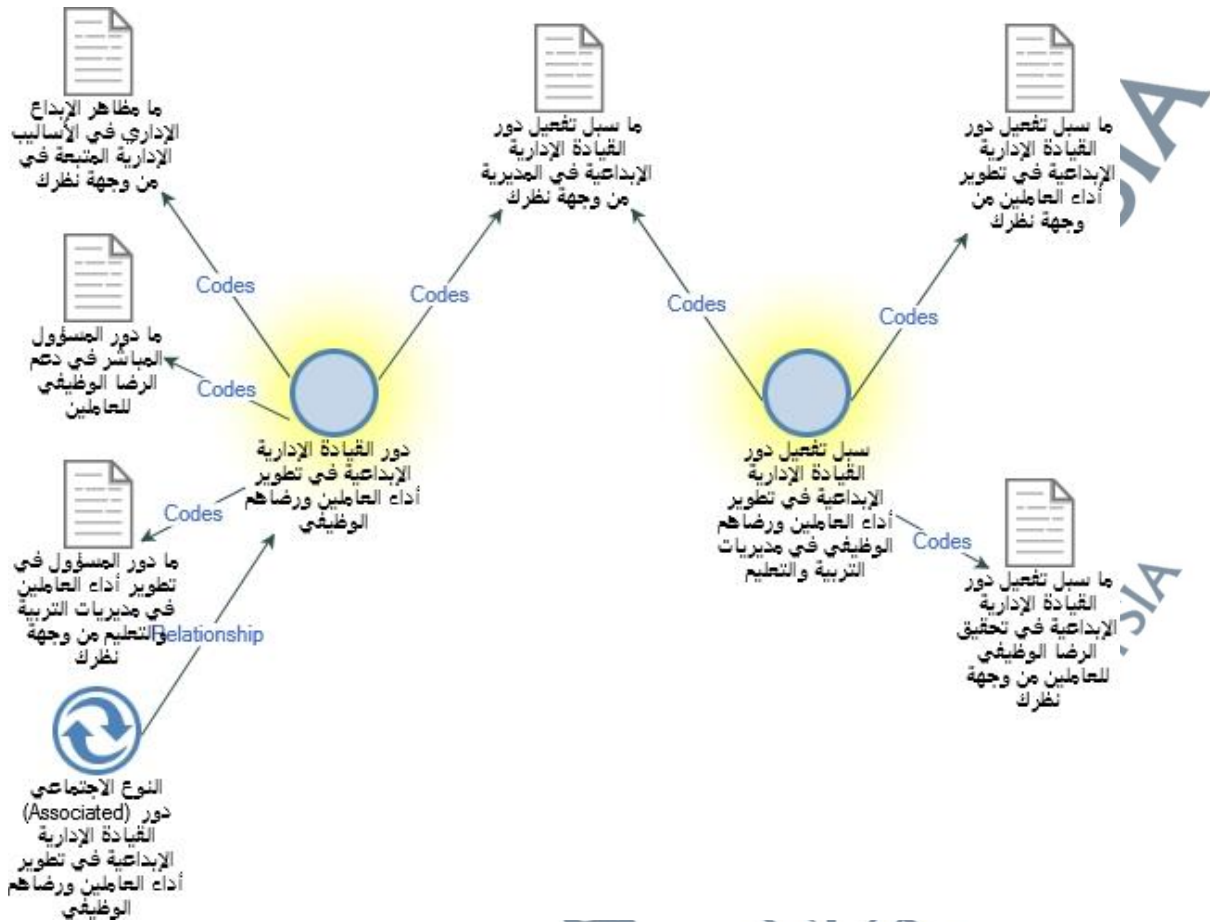 ما مظاهر الإبداع
الإداري في الأساليب
الإدارية المتبعة في
من وجهة نظرك
ما سبل تفعيل دور
القيادة الإدارية
الإبداعية في المديرية
من وجهة نظرك
ما سبل تفعيل دور
القيادة الإدارية
الإبداعية في تطوير
أداء العاملين من
وجهة نظرك
SIA
Codes
Codes
Codes
Codes
ما دور المسؤول
المباشر في دعم
الرضا الوظيفي
للعاملين
Codes
دور القيادة الإدارية
الإبداعية في تطوير
أداء العاملين ورضاهم
الوظيفي
سبل تفعيل دور
القيادة الإدارية
الإبداعية في تطوير
أداء العاملين ورضاهم
الوظيفي في مديريات
التربية والتعليم
Codes
Codes
ما دور المسؤول في
تطوير أداء العاملين
في مديريات التربية
والتعليم من وجهة
نظرك
Relationship
ما سبل تفعيل دور
القيادة الإدارية
الإبداعية في تحقيق
الرضا الوظيفي
للعاملين من وجهة
نظرك
SIA
النوع الاجتماعي
(Associated) دور
القيادة الإدارية
الإبداعية في تطوير
أداء العاملين ورضاهم
الوظيفي